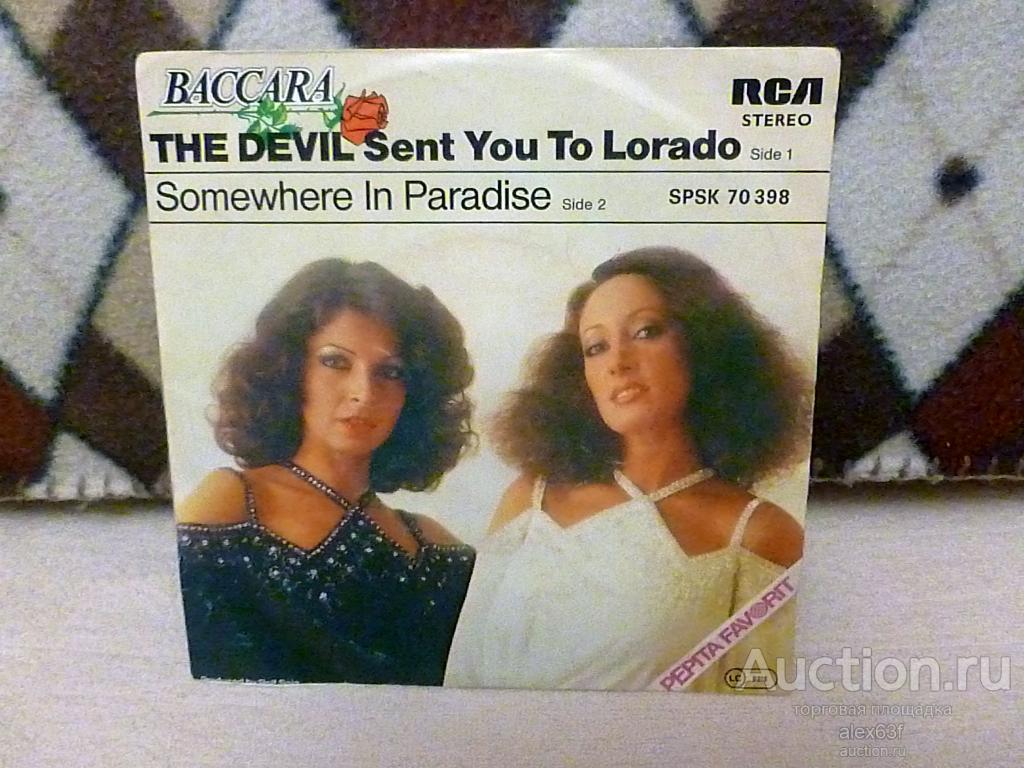 BACCARA
RCA
STEREO
THE DEVIL Sent You To Lorado Side 1
Somewhere In Paradise Side 2 SPSK 70 398
PEPITA FAVORIT
LC
Auction.ru
торговая площадка
alex63f
auction.ru